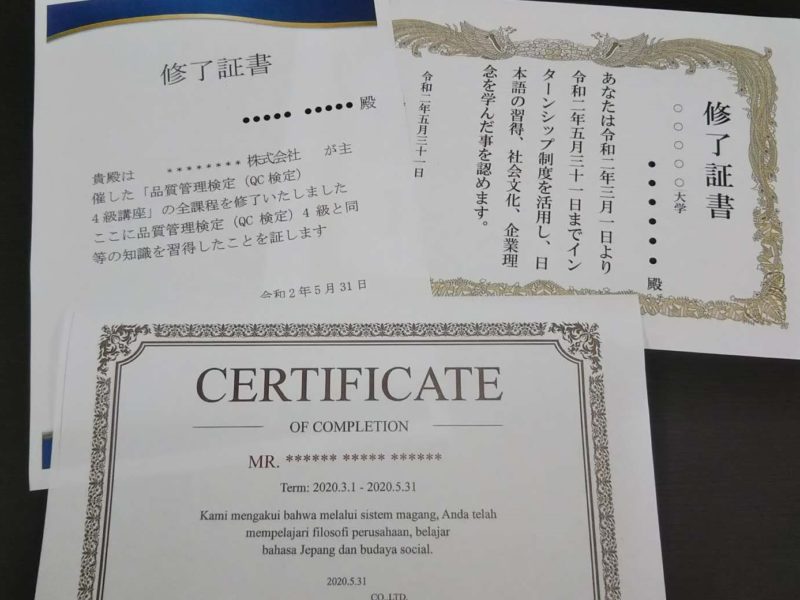 修了証書
●●●●● ●●●●● 殿
貴殿は ******** 株式会社 が主
催した「品質管理検定（QC 検定）
4 級講座」の全課程を修了いたしました
ここに品質管理検定（QC 検定）4 級と同
等の知識を習得したことを証します
令和 2 年 5 月 31 日
修了証書
○○○○○大学
●●●●●● 殿
あなたは令和二年三月一日より
令和二年五月三十一日までイン
ターンシップ制度を活用し、日
本語の習得、社会文化、企業理
念を学んだ事を認めます。
令和二年五月三十一日
CERTIFICATE
OF COMPLETION
MR. ****** ***** ******
Term: 2020.3.1 - 2020.5.31
Kami mengakui bahwa melalui sistem magang, Anda telah
mempelajari filosofi perusahaan, belajar
bahasa Jepang dan budaya social.
2020.5.31
CO.,LTD.